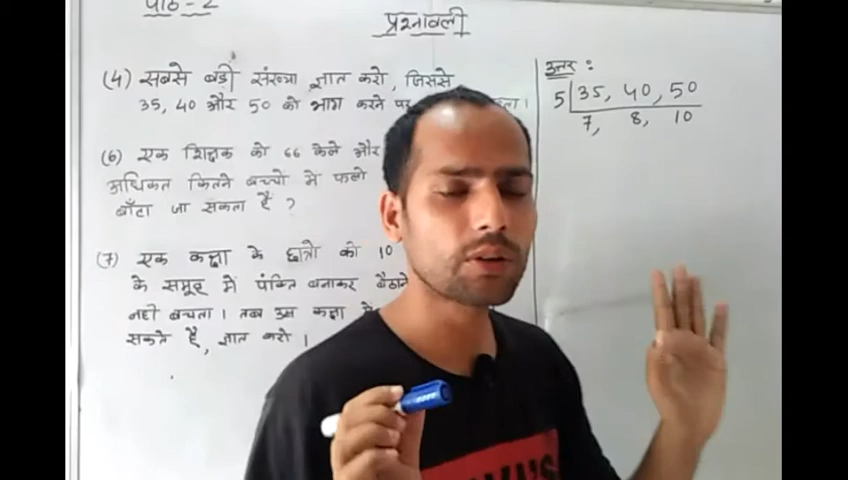 पाठ - 2
प्रश्नावली
(4) सबसे बडी संख्या ज्ञात करो, जिससे
35, 40 और 50 को भाग करने पर
(6) एक शिक्षक को 66 केले और
अधिकत कितने बच्चो में फलो
बाँटा जा सकता है ?
(7) एक कक्षा के छात्रो को 10
के समूह में पंक्ति बनाकर बैठाने
नही बचता। तब उस कक्षा में
सकते है, ज्ञात करो ।
उत्तर :
5 | 35, 40, 50
7, 8, 10